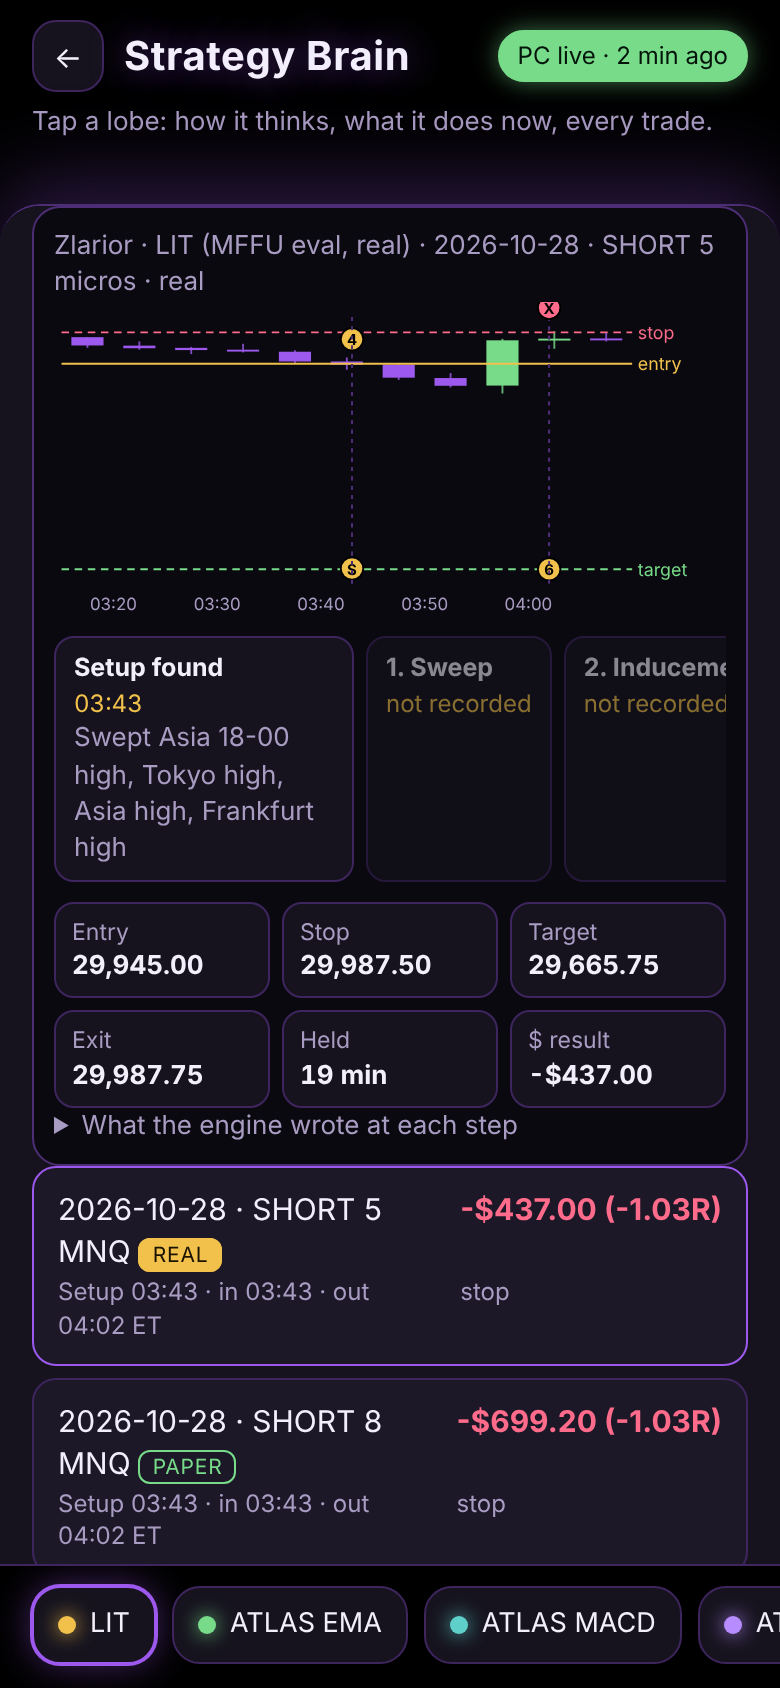 ←
Strategy Brain
PC live · 2 min ago
Tap a lobe: how it thinks, what it does now, every trade.
Zlarior · LIT (MFFU eval, real) · 2026-10-28 · SHORT 5
micros · real
X
stop
4
entry
$
6
target
03:20 03:30 03:40 03:50 04:00
Setup found
03:43
Swept Asia 18-00
high, Tokyo high,
Asia high, Frankfurt
high
1. Sweep
not recorded
2. Induceme
not recorded
Entry
29,945.00
Stop
29,987.50
Target
29,665.75
Exit
29,987.75
Held
19 min
$ result
-$437.00
▶ What the engine wrote at each step
2026-10-28 · SHORT 5
MNQ REAL
-$437.00 (-1.03R)
Setup 03:43 · in 03:43 · out
04:02 ET
stop
2026-10-28 · SHORT 8
MNQ PAPER
-$699.20 (-1.03R)
Setup 03:43 · in 03:43 · out
04:02 ET
stop
LIT
ATLAS EMA
ATLAS MACD
AT